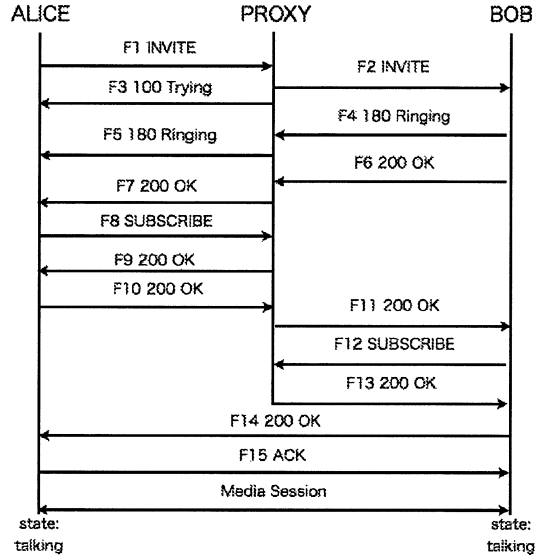 ALICE PROXY BOB
F1 INVITE
F2 INVITE
F3 100 Trying
F4 180 Ringing
F5 180 Ringing
F6 200 OK
F7 200 OK
F8 SUBSCRIBE
F9 200 OK
F10 200 OK
F11 200 OK
F12 SUBSCRIBE
F13 200 OK
F14 200 OK
F15 ACK
Media Session
state:
talking
state:
talking